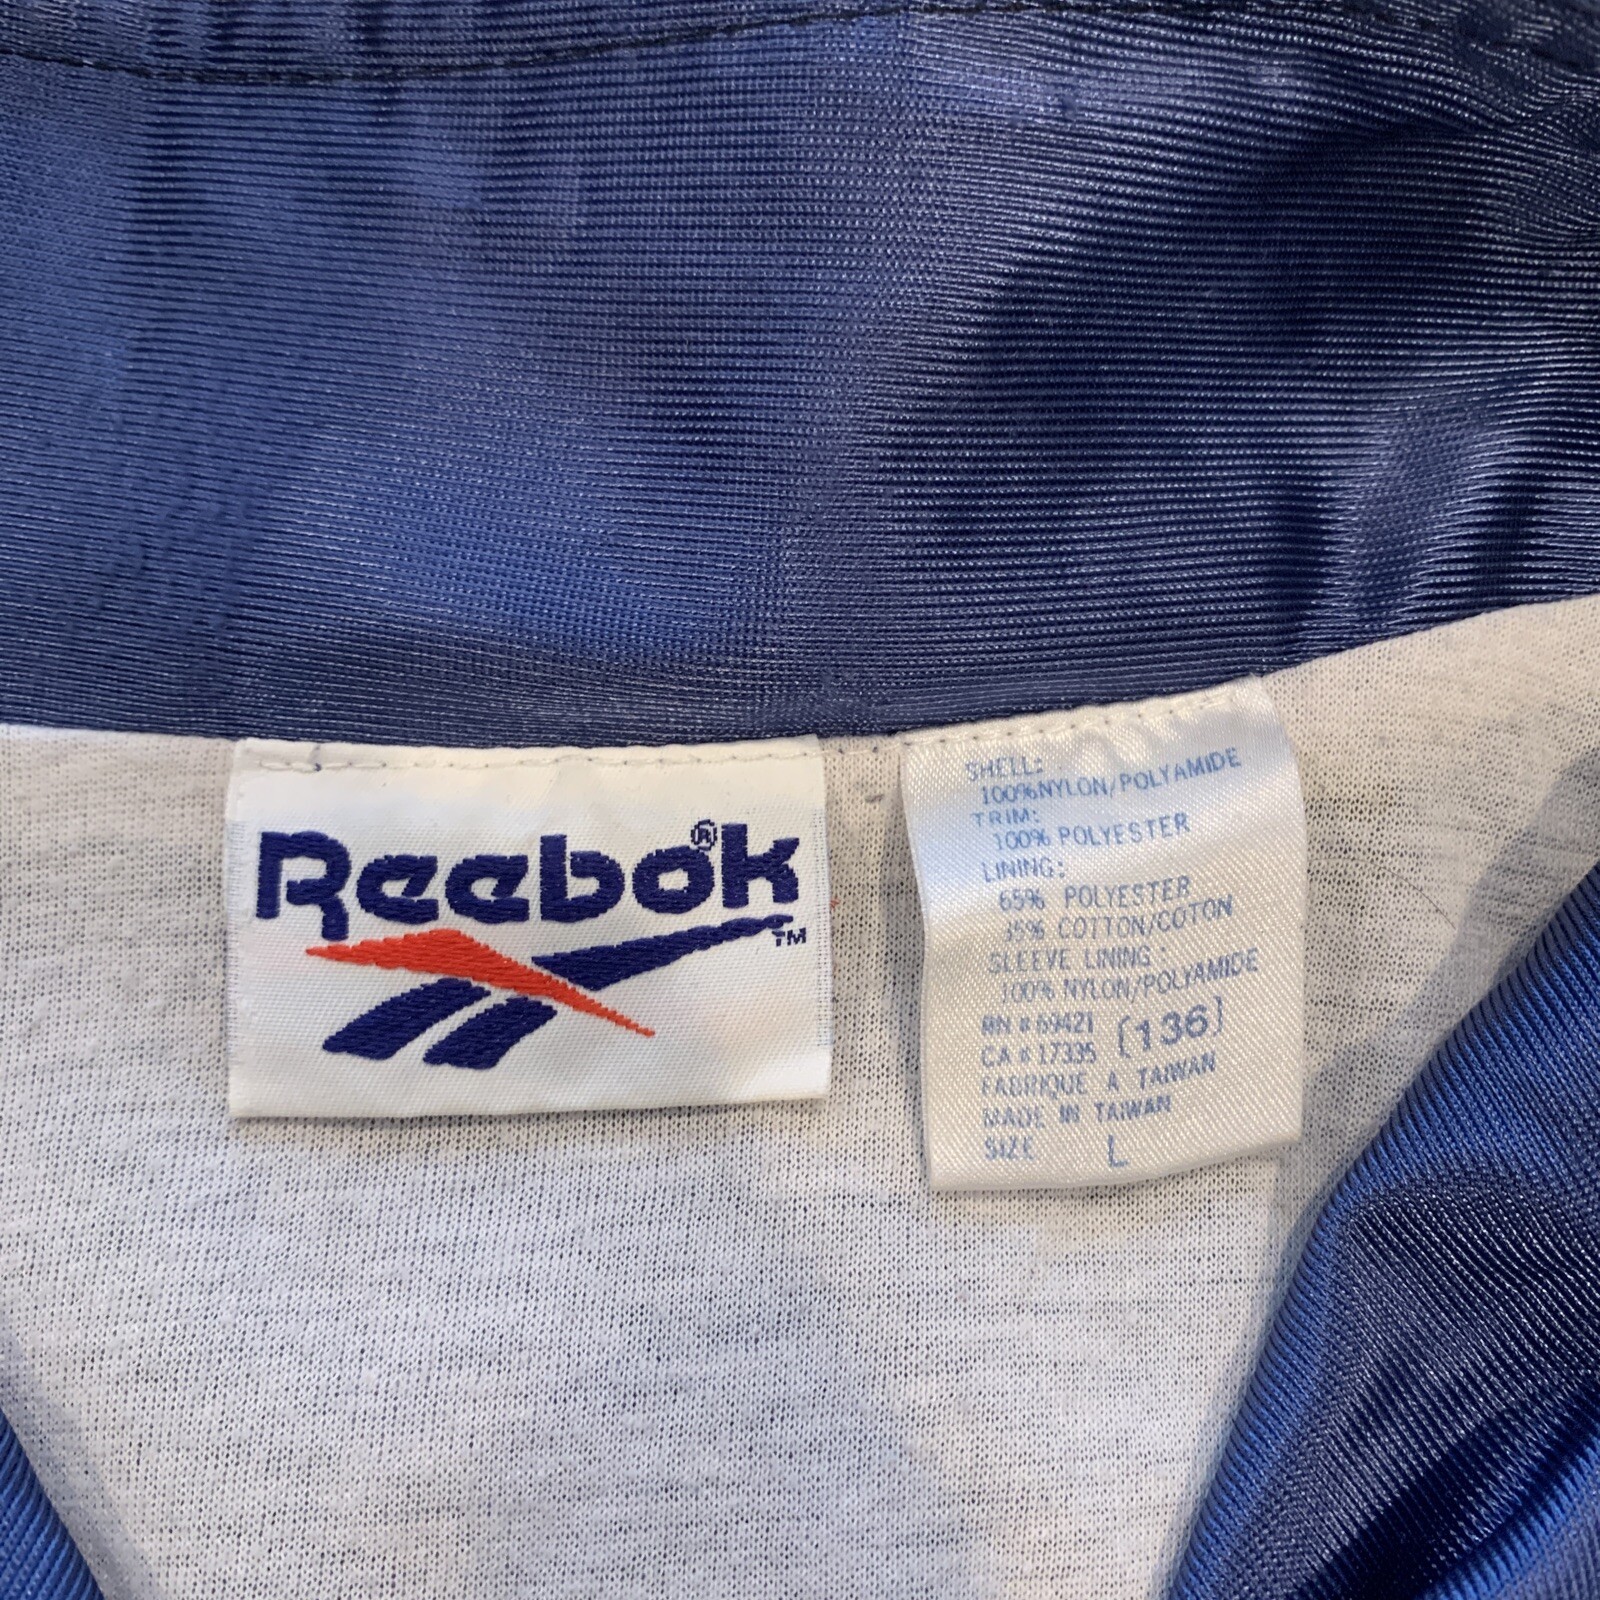 Reebok®
TM
SHELL:
100%NYLON/POLYAMIDE
TRIM:
100% POLYESTER
LINING:
65% POLYESTER
35% COTTON/COTON
SLEEVE LINING:
100% NYLON/POLYAMIDE
RN # 69421
CA # 17335 [136]
FABRIQUE A TAIWAN
MADE IN TAIWAN
SIZE L